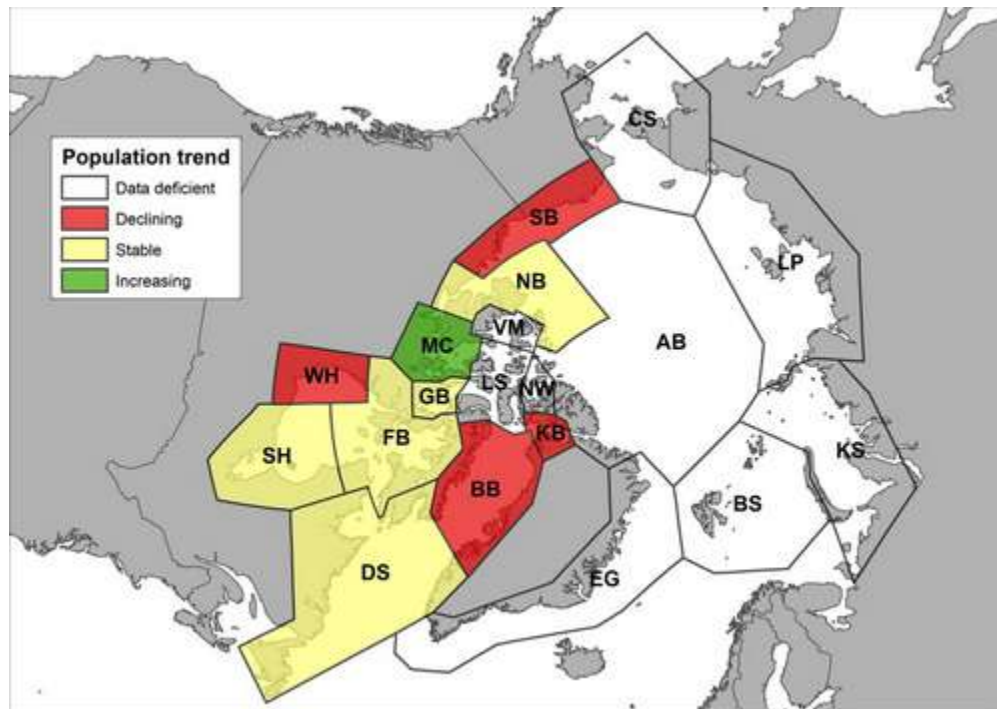 Population trend
Data deficient
Declining
Stable
Increasing
CS
SB
LP
NB
VM
AB
MC
WH
LS
NW
GB
FB
KB
SH
KS
BB
BS
DS
EG